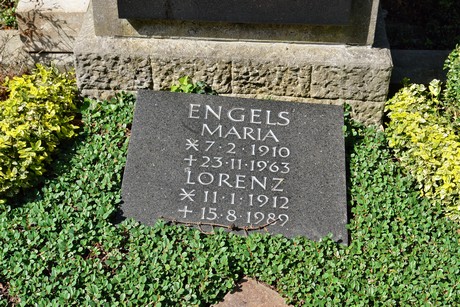 ENGELS
MARIA
* 7·2·1910
+ 23·11·1963
LORENZ
* 11·1·1912
+ 15·8·1989